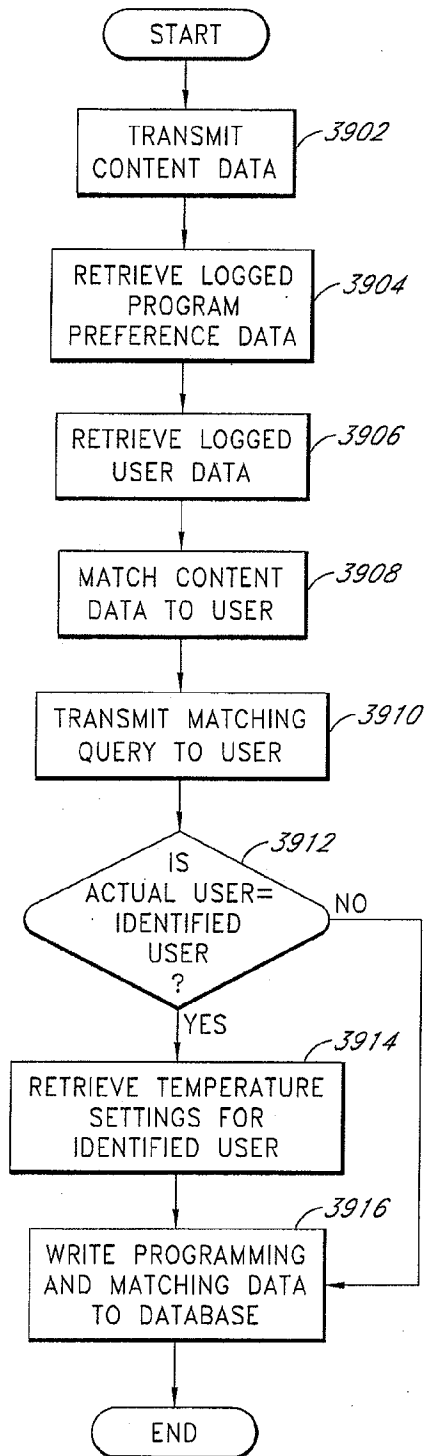 START
TRANSMIT
CONTENT DATA
3902
RETRIEVE LOGGED
PROGRAM
PREFERENCE DATA
3904
RETRIEVE LOGGED
USER DATA
3906
MATCH CONTENT
DATA TO USER
3908
TRANSMIT MATCHING
QUERY TO USER
3910
IS
ACTUAL USER=
IDENTIFIED
USER
?
3912
NO
YES
RETRIEVE TEMPERATURE
SETTINGS FOR
IDENTIFIED USER
3914
WRITE PROGRAMMING
AND MATCHING DATA
TO DATABASE
3916
END